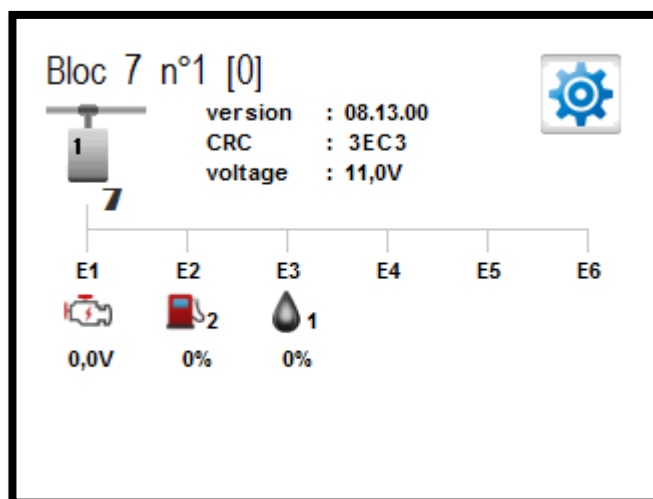 Bloc 7 n°1 [0]
version : 08.13.00
1
CRC : 3EC3
voltage : 11,0V
7
E1 E2 E3 E4 E5 E6
2 1
0,0V 0% 0%